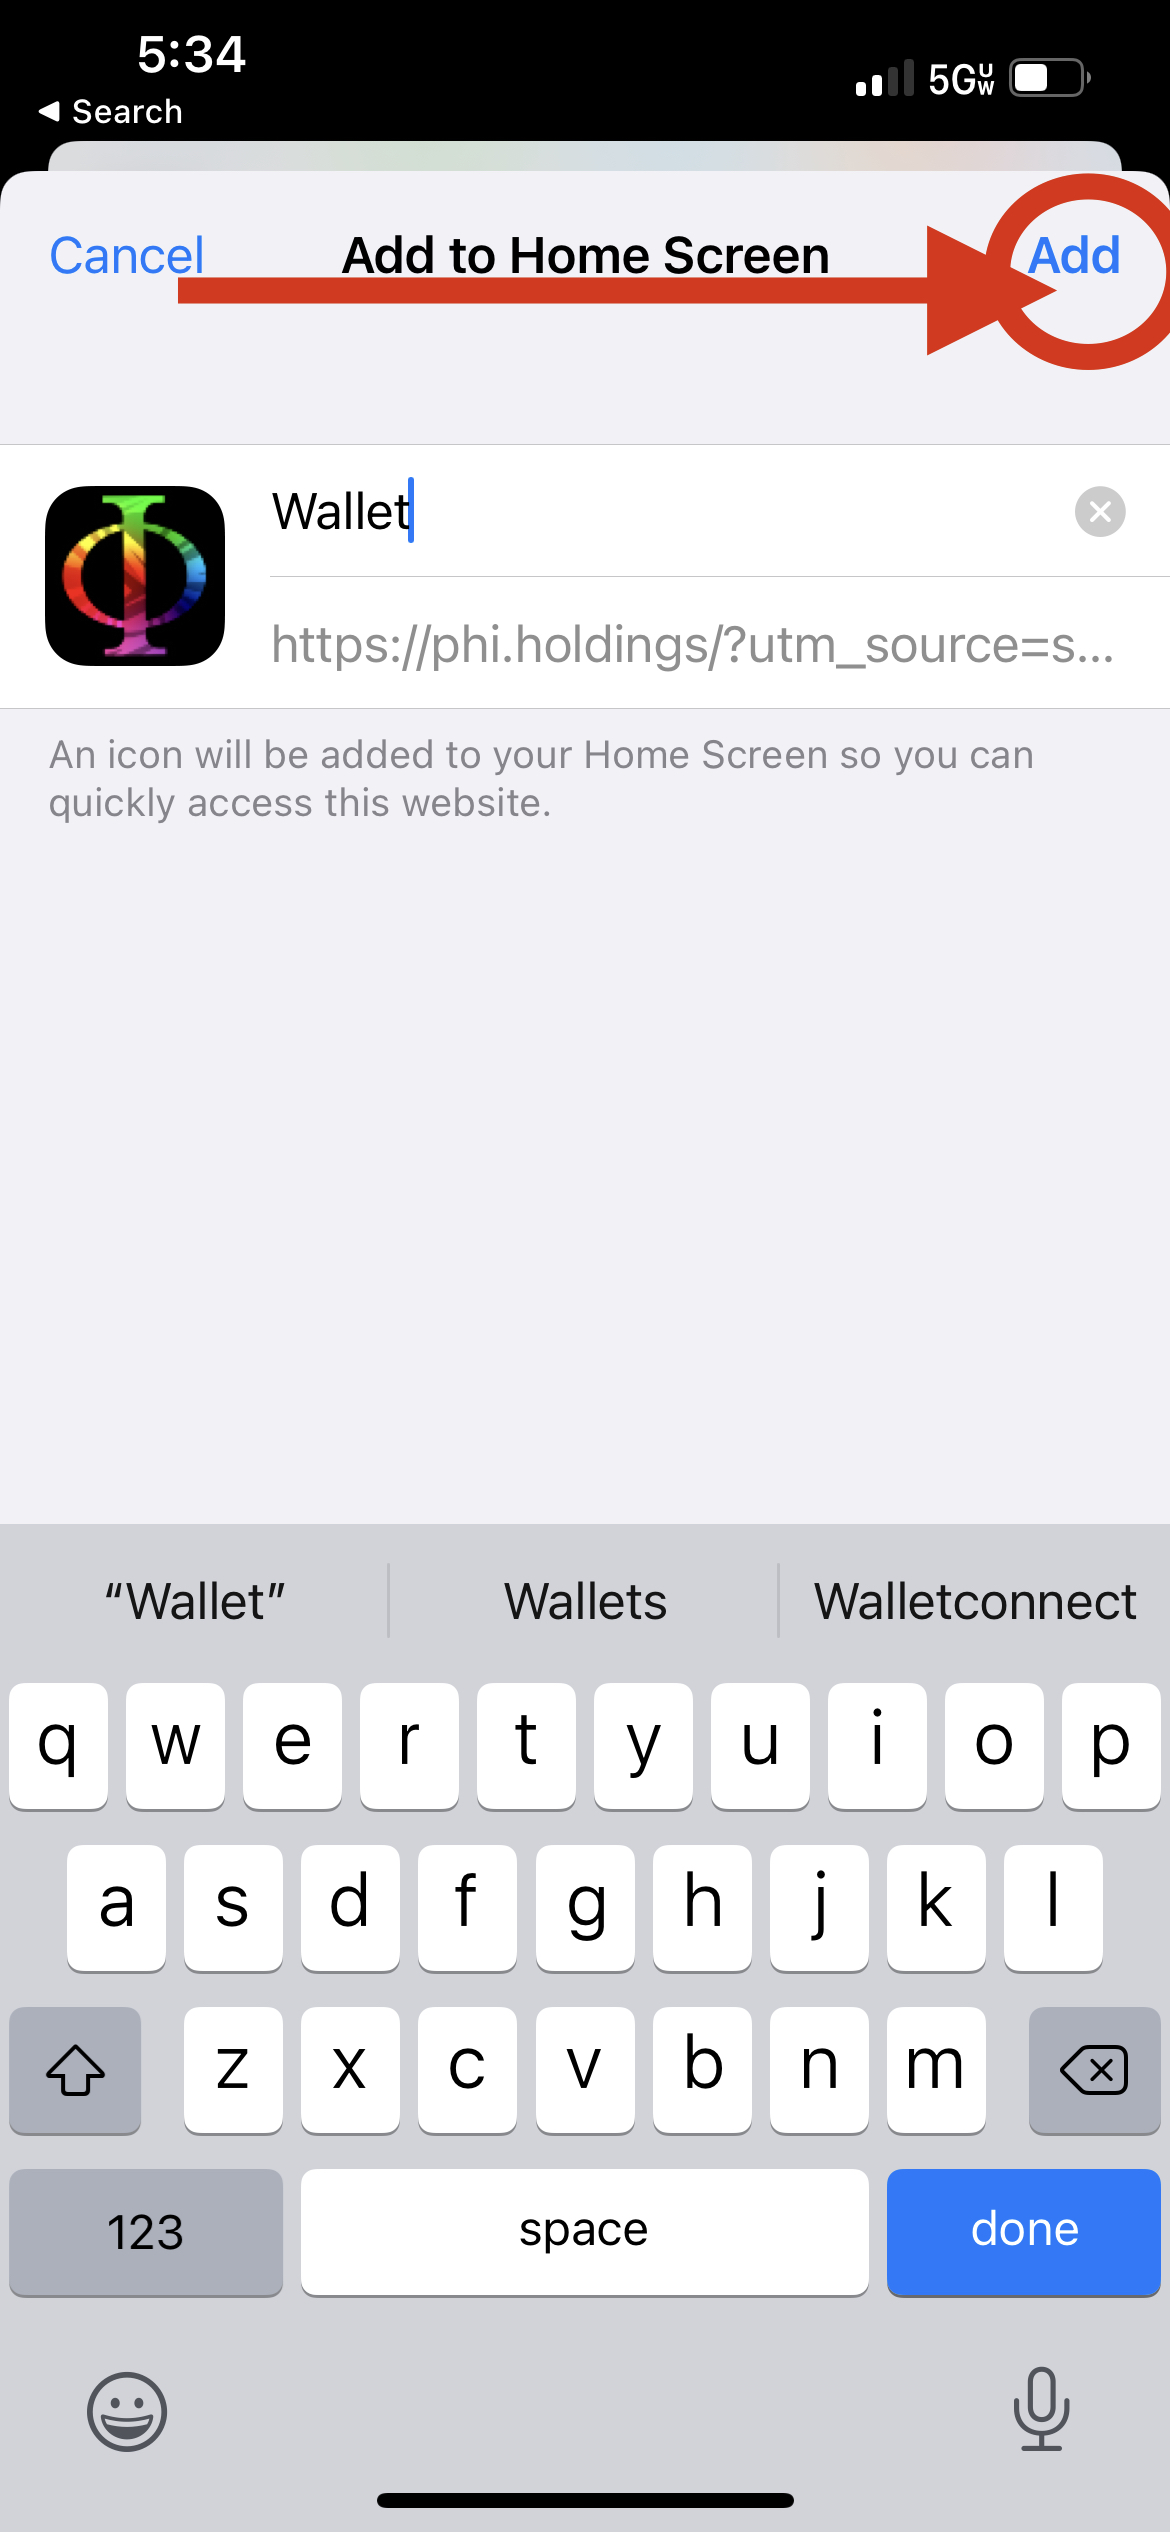 5:34
Search
5G UW
Cancel
Add to Home Screen
Add
Wallet
https://phi.holdings/?utm_source=s...
An icon will be added to your Home Screen so you can
quickly access this website.
“Wallet”
Wallets
Walletconnect
q w e r t y u i o p
a s d f g h j k l
z x c v b n m
123
space
done